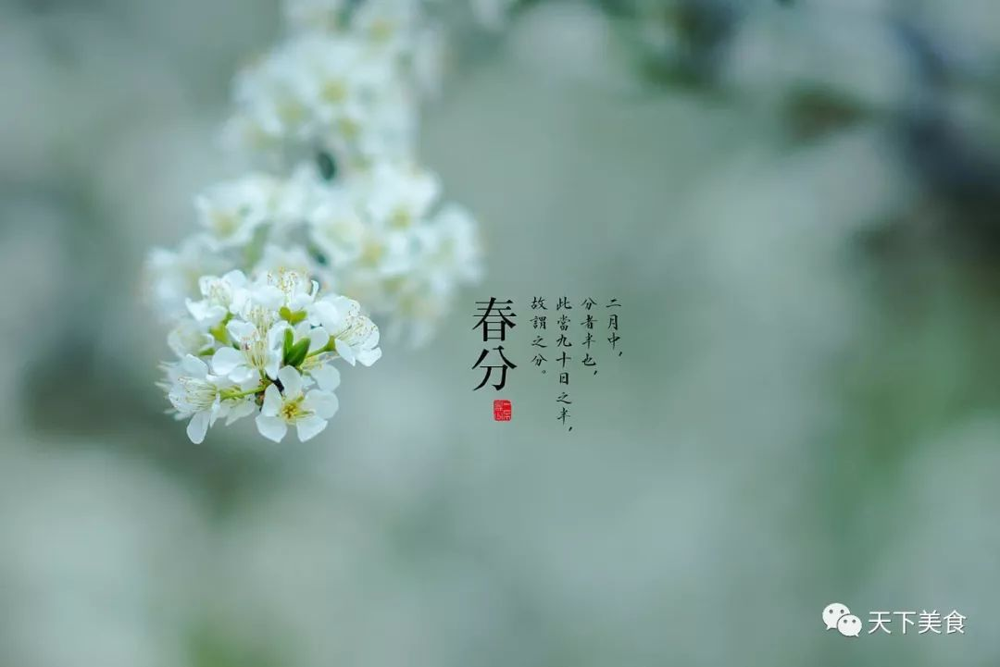 春分
二月中，
分者半也，
此當九十日之半，
故謂之分。
天下美食